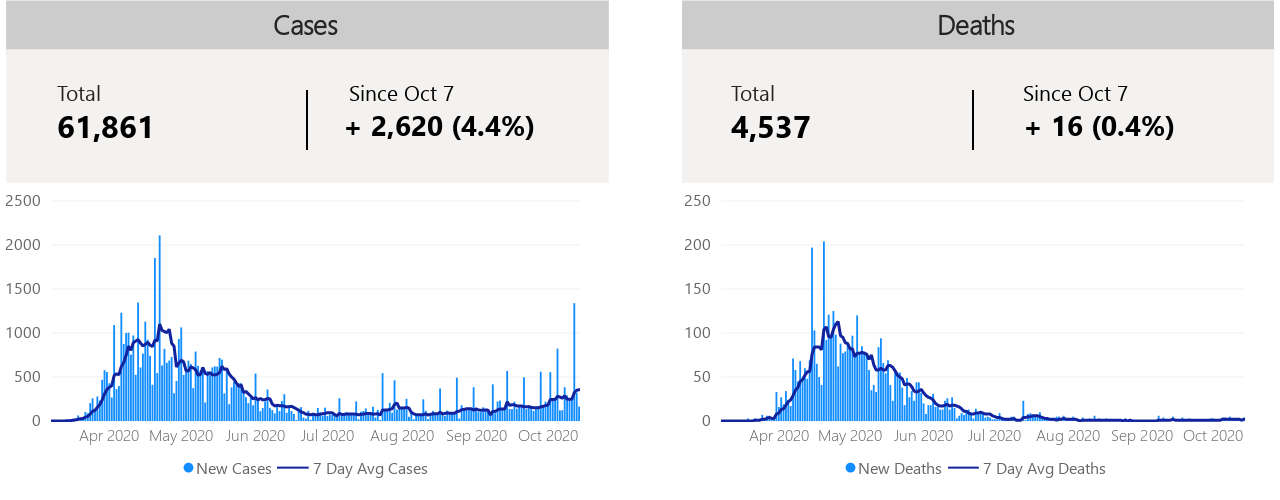 Cases
Total
61,861
Since Oct 7
+ 2,620 (4.4%)
2500
2000
1500
1000
500
0
Apr 2020 May 2020 Jun 2020 Jul 2020 Aug 2020 Sep 2020 Oct 2020
New Cases 7 Day Avg Cases
Deaths
Total
4,537
Since Oct 7
+ 16 (0.4%)
250
200
150
100
50
0
Apr 2020 May 2020 Jun 2020 Jul 2020 Aug 2020 Sep 2020 Oct 2020
New Deaths 7 Day Avg Deaths